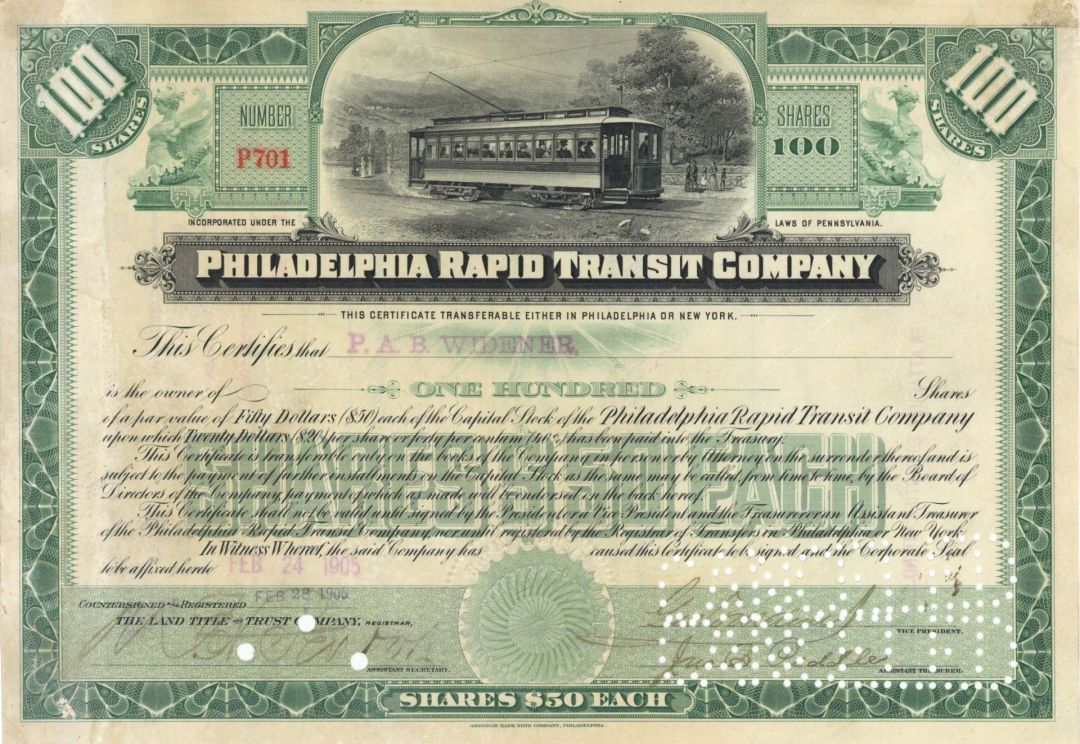 100 SHARES
NUMBER
P701
SHARES
100
100 SHARES
INCORPORATED UNDER THE LAWS OF PENNSYLVANIA.
PHILADELPHIA RAPID TRANSIT COMPANY
THIS CERTIFICATE TRANSFERABLE EITHER IN PHILADELPHIA OR NEW YORK.
This Certifies that P. A. B. WIDENER,
is the owner of ONE HUNDRED Shares
of a par value of Fifty Dollars ($50) each of the Capital Stock of the Philadelphia Rapid Transit Company
upon which Twenty Dollars ($20) per share or forty per centum (40%) has been paid into the Treasury.
This Certificate is transferable only on the books of the Company, in person or by Attorney on the surrender thereof and is
subject to the payment of further instalments on the Capital Stock as the same may be called, from time to time, by the Board of
Directors of the Company, payment of which as made will be endorsed on the back hereof.
This Certificate shall not be valid until signed by the President or a Vice President and the Treasurer or an Assistant Treasurer
of the Philadelphia Rapid Transit Company, nor until registered by the Registrar of Transfers in Philadelphia or New York.
In Witness Whereof, the said Company has caused this certificate to be signed and the Corporate Seal
to be affixed hereto FEB 24 1905
SHARES $50 EACH
COUNTERSIGNED AND REGISTERED FEB 28 1905
THE LAND TITLE AND TRUST COMPANY, REGISTRAR,
VICE PRESIDENT.
ASSISTANT SECRETARY.
ASSISTANT TREASURER.
SHARES $50 EACH
AMERICAN BANK NOTE COMPANY, PHILADELPHIA.